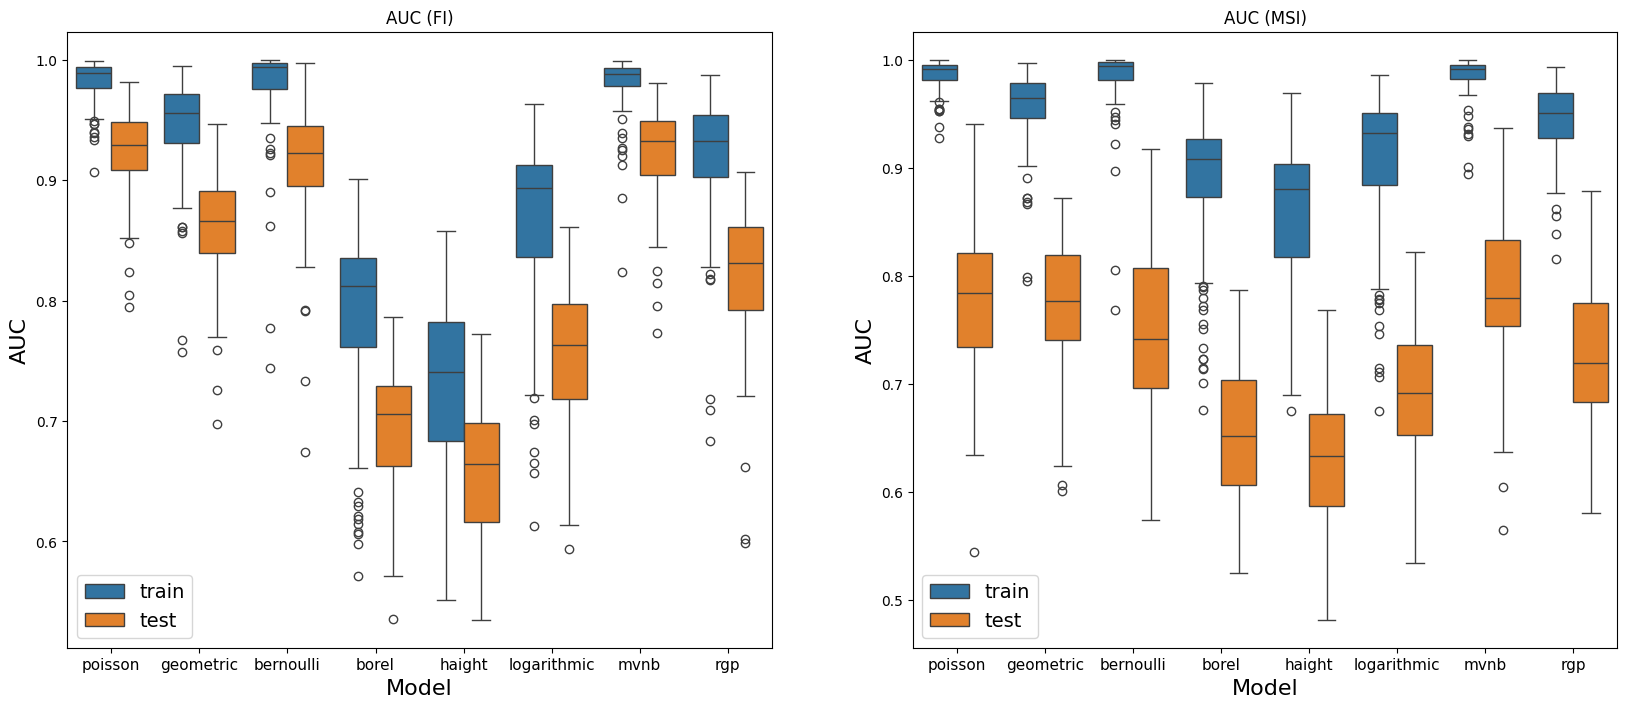 AUC (FI)
AUC
1.0
0.9
0.8
0.7
0.6
train
test
poisson geometric bernoulli borel haight logarithmic mvnb rgp
Model
AUC (MSI)
AUC
1.0
0.9
0.8
0.7
0.6
0.5
train
test
poisson geometric bernoulli borel haight logarithmic mvnb rgp
Model